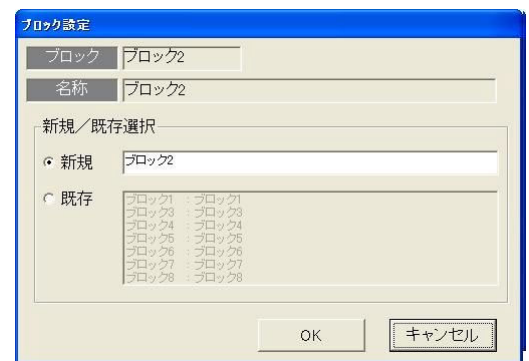 ブロック設定
ブロック ブロック2
名称 ブロック2
新規／既存選択
新規 ブロック2
既存
ブロック1 : ブロック1
ブロック3 : ブロック3
ブロック4 : ブロック4
ブロック5 : ブロック5
ブロック6 : ブロック6
ブロック7 : ブロック7
ブロック8 : ブロック8
OK キャンセル